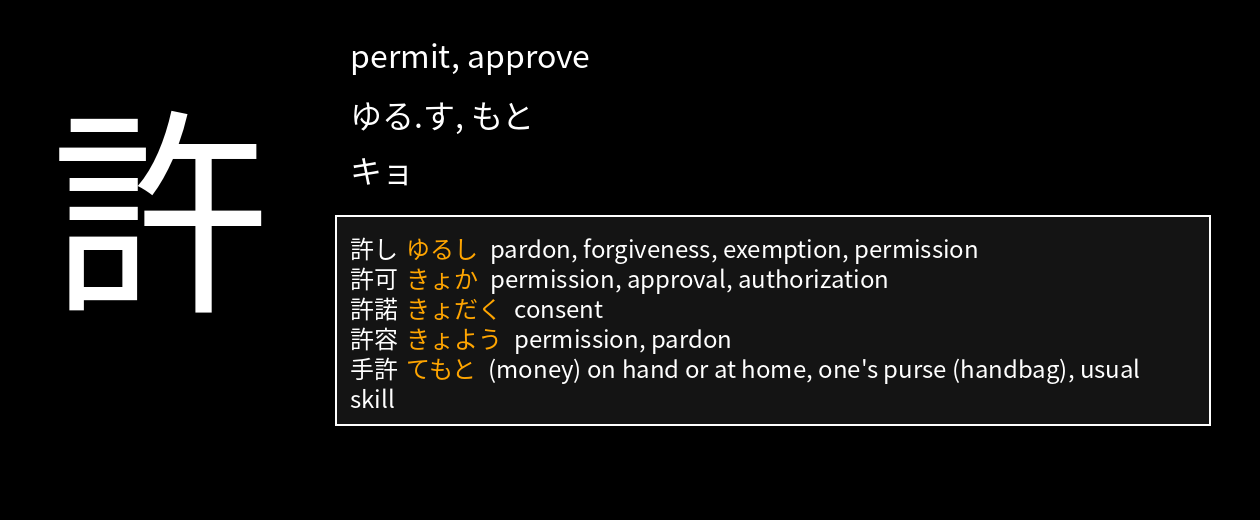 許
permit, approve
ゆる.す, もと
キョ
許し ゆるし pardon, forgiveness, exemption, permission
許可 きょか permission, approval, authorization
許諾 きょだく consent
許容 きょよう permission, pardon
手許 てもと (money) on hand or at home, one's purse (handbag), usual
skill